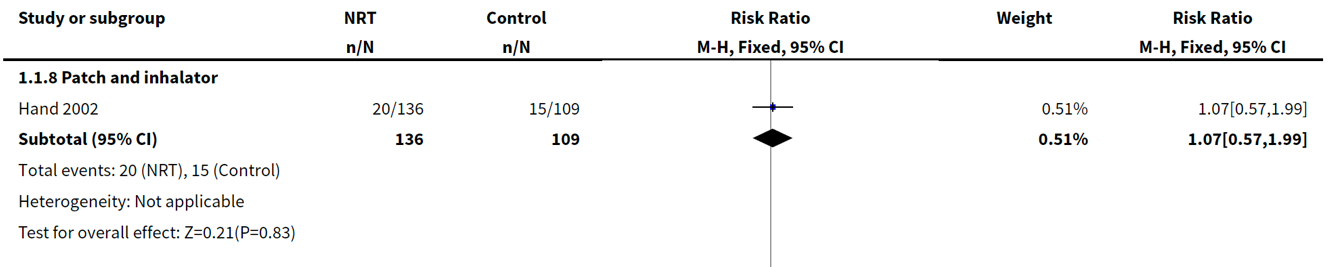 Study or subgroup NRT Control Risk Ratio Weight Risk Ratio
n/N n/N M-H, Fixed, 95% CI M-H, Fixed, 95% CI
1.1.8 Patch and inhalator
Hand 2002 20/136 15/109 0.51% 1.07[0.57,1.99]
Subtotal (95% CI) 136 109 0.51% 1.07[0.57,1.99]
Total events: 20 (NRT), 15 (Control)
Heterogeneity: Not applicable
Test for overall effect: Z=0.21(P=0.83)